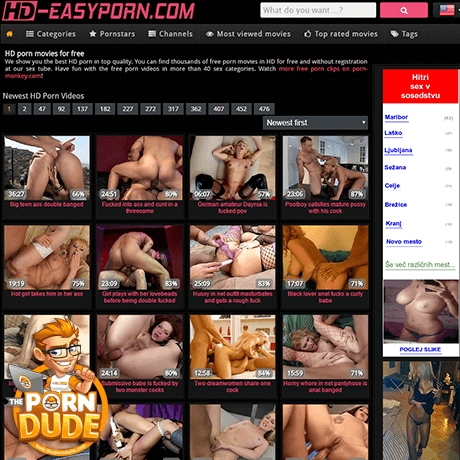 HD-EASYPORN.COM
What do you want?
Categories
Pornstars
Channels
Most viewed movies
Top rated movies
Tags
HD porn movies for free
We show you the best HD porn in top quality. You can find thousands of free porn movies in HD for free and without registration
at our sex tube. Have fun with the free porn videos in more than 40 sex categories. Watch more free porn clips on porn-
monkey.com!
Newest HD Porn Videos
1 2 47 92 137 182 227 272 317 362 407 452 476
Newest first
36:27 66%
Big teen ass double banged
24:51 80%
Fucked into ass and cunt in a
threesome
06:07 57%
German amateur Daynia is
fucked pov
23:06 87%
Poolboy satisfies mature pussy
with his cock
19:19 75%
Hot girl takes him in her ass
23:09 83%
Girl plays with her lovebeads
before being double fucked
25:09 83%
Hussy in net outfit masturbates
and gets a rough fuck
17:07 71%
Black lover anal fucks a curly
babe
24:14 80%
Submissive babe is fucked by
two monster cocks
12:58 84%
Two dreamwomen share one
cock
15:59 71%
Horny whore in net pantyhose is
anal banged
Hitri
sex v
sosedstvu
Maribor
Laško
Ljubljana
Sežana
Celje
Brežice
Kranj
Novo mesto
Še več različnih mest...
POGLEJ SLIKE
THE
PORN
DUDE